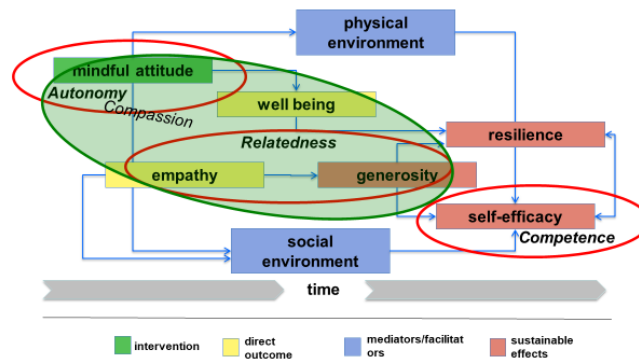 physical
environment
mindful attitude
Autonomy
Compassion
well being
Relatedness
resilience
empathy
generosity
self-efficacy
Competence
social
environment
time
intervention
direct
outcome
mediators/facilitat
ors
sustainable
effects